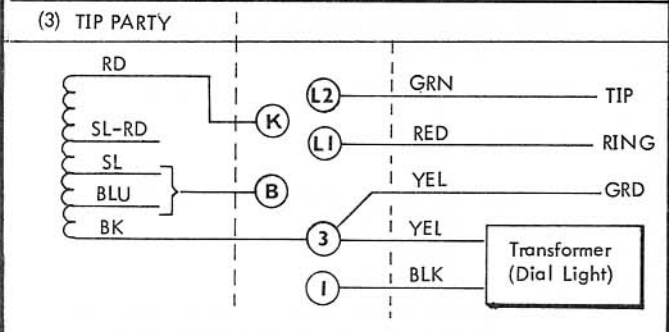 (3) TIP PARTY
RD
K
SL-RD
SL
BLU
B
BK
L2 GRN TIP
L1 RED RING
YEL GRD
3 YEL
Transformer
(Dial Light)
1 BLK